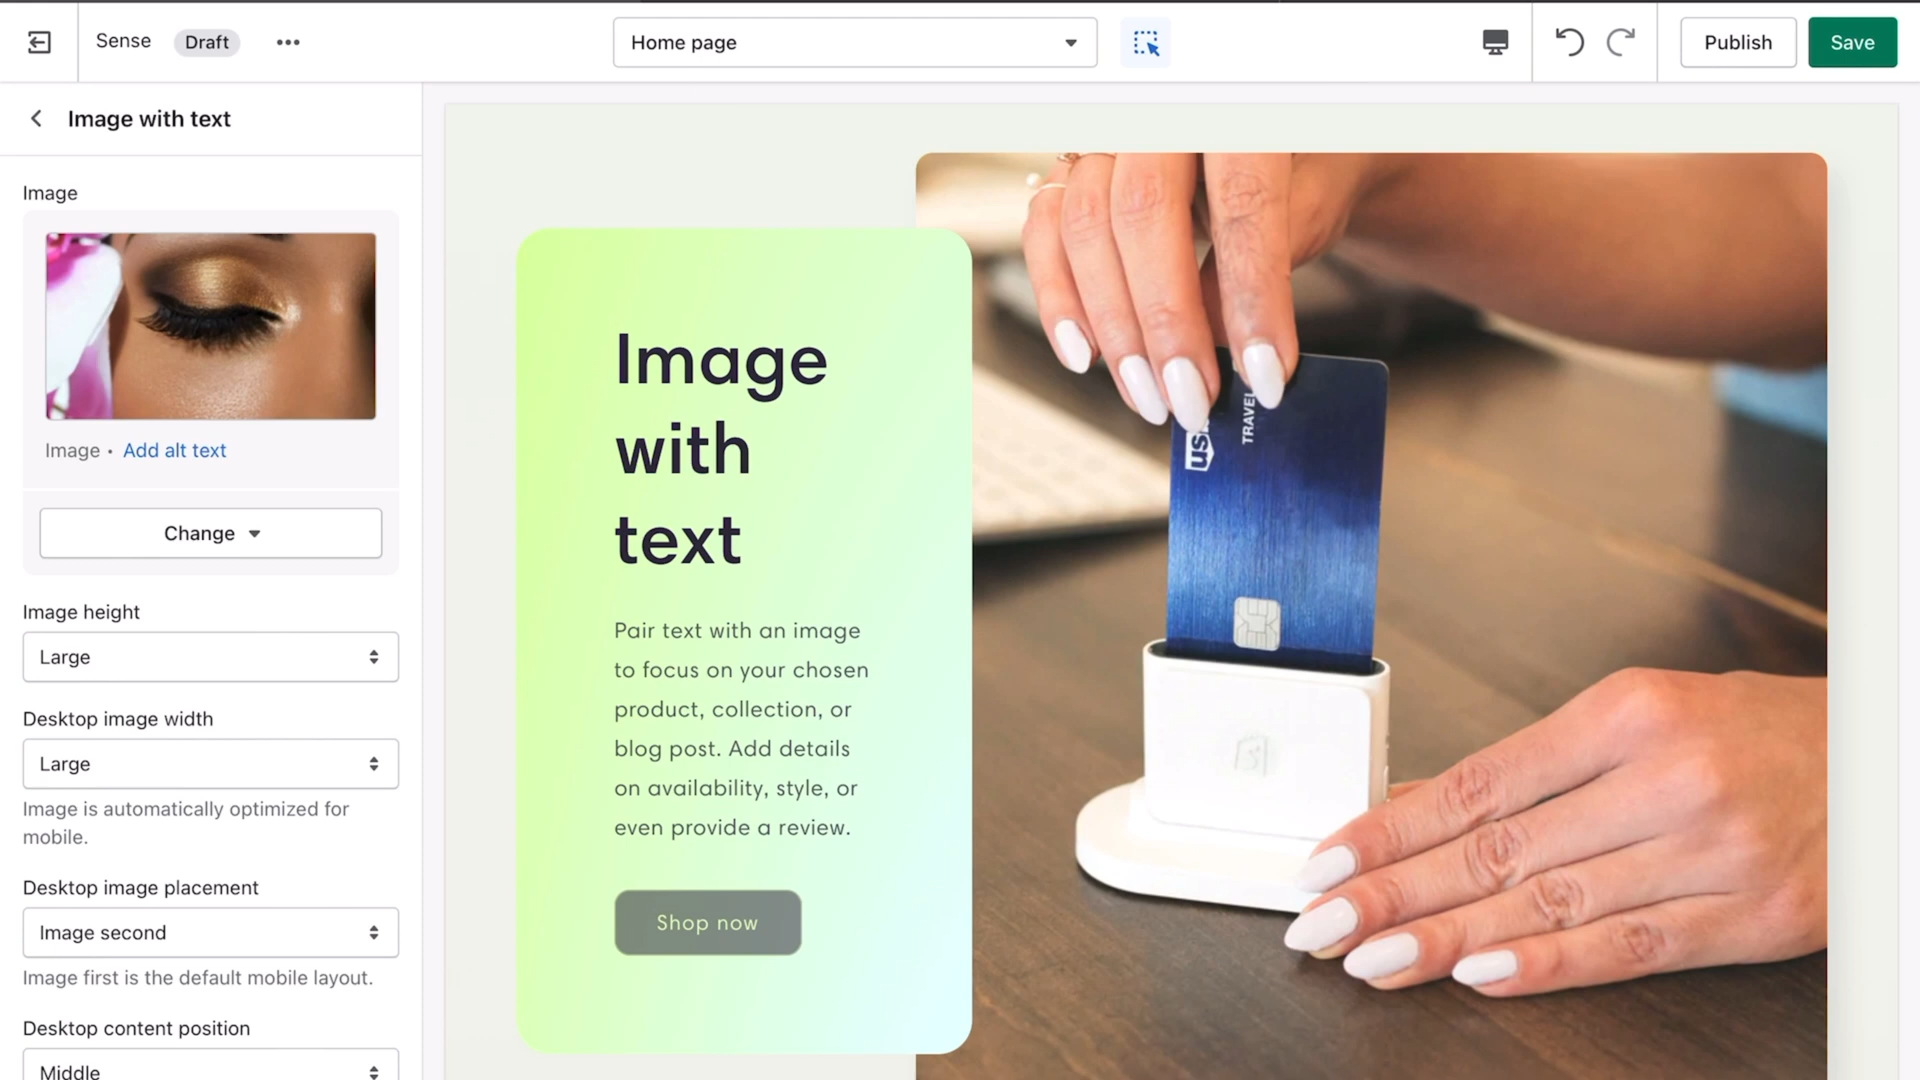 Sense
Draft
Home page
Publish
Save
Image with text
Image
Image • Add alt text
Change
Image height
Large
Desktop image width
Large
Image is automatically optimized for
mobile.
Desktop image placement
Image second
Image first is the default mobile layout.
Desktop content position
Middle
Image
with
text
Pair text with an image
to focus on your chosen
product, collection, or
blog post. Add details
on availability, style, or
even provide a review.
Shop now
us
TRAVEL